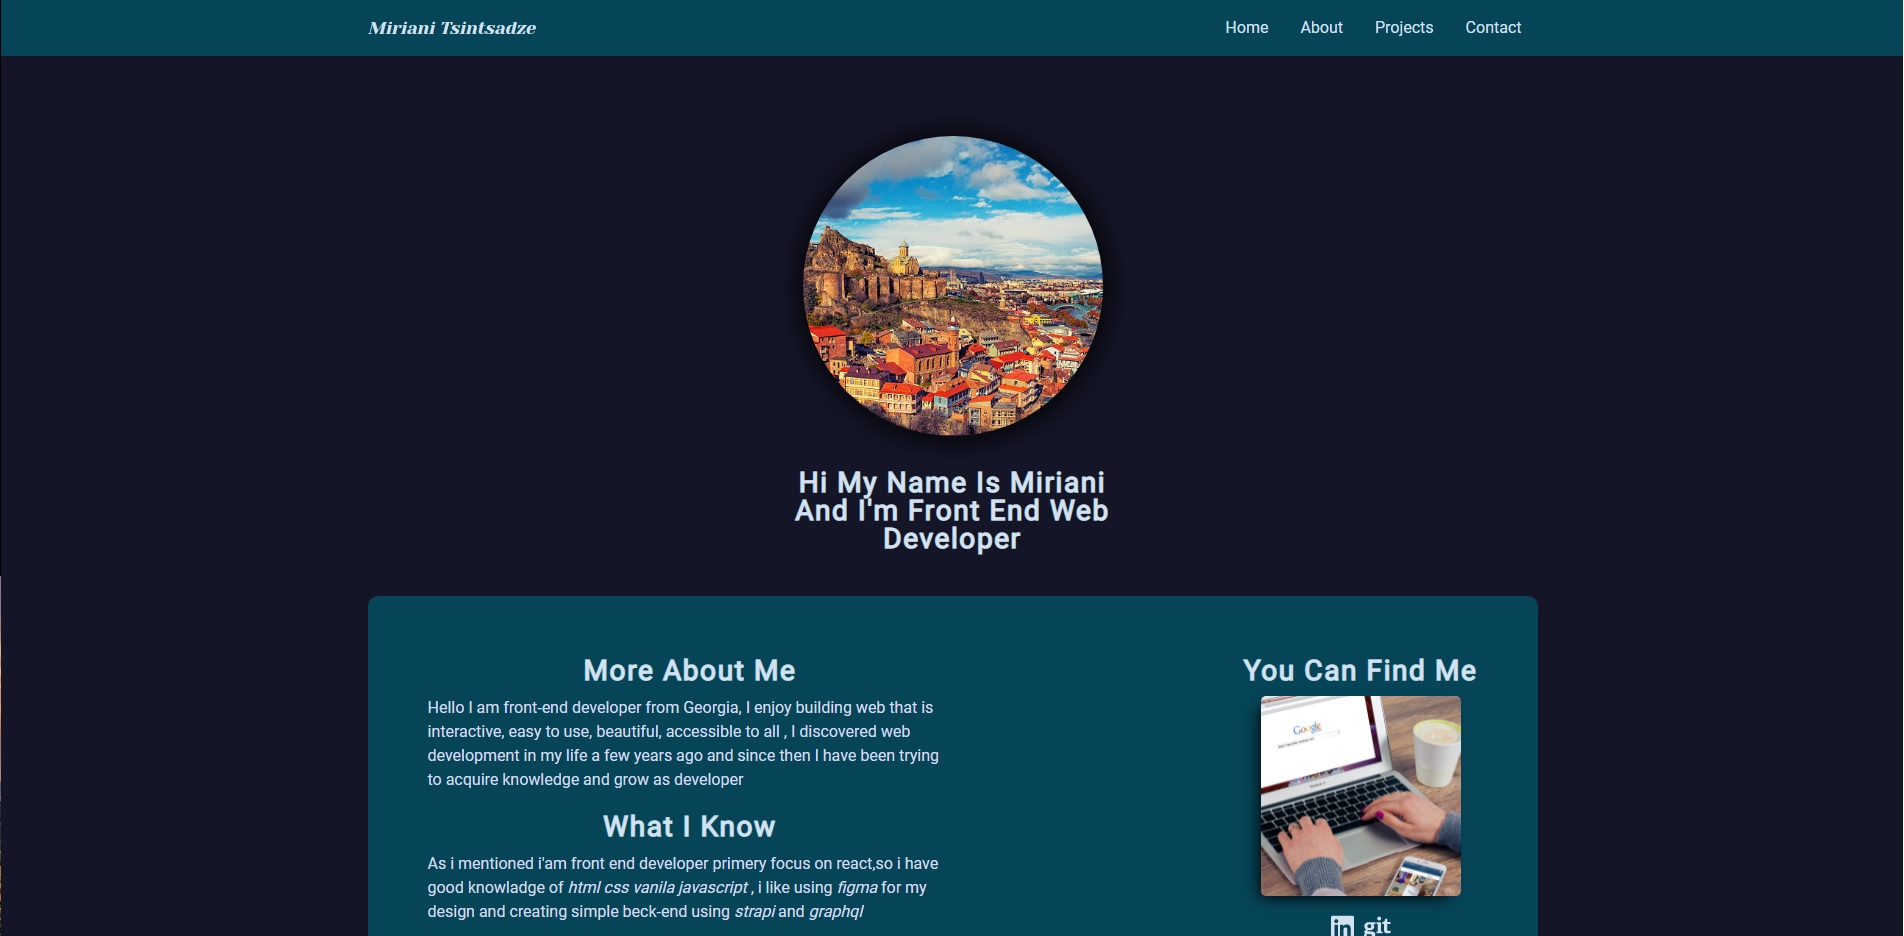 Miriani Tsintsadze
Home About Projects Contact
Hi My Name Is Miriani
And I'm Front End Web
Developer
More About Me
Hello I am front-end developer from Georgia, I enjoy building web that is
interactive, easy to use, beautiful, accessible to all , I discovered web
development in my life a few years ago and since then I have been trying
to acquire knowledge and grow as developer
What I Know
As i mentioned i'am front end developer primery focus on react,so i have
good knowladge of html css vanila javascript , i like using figma for my
design and creating simple beck-end using strapi and graphql
You Can Find Me
Google
in git